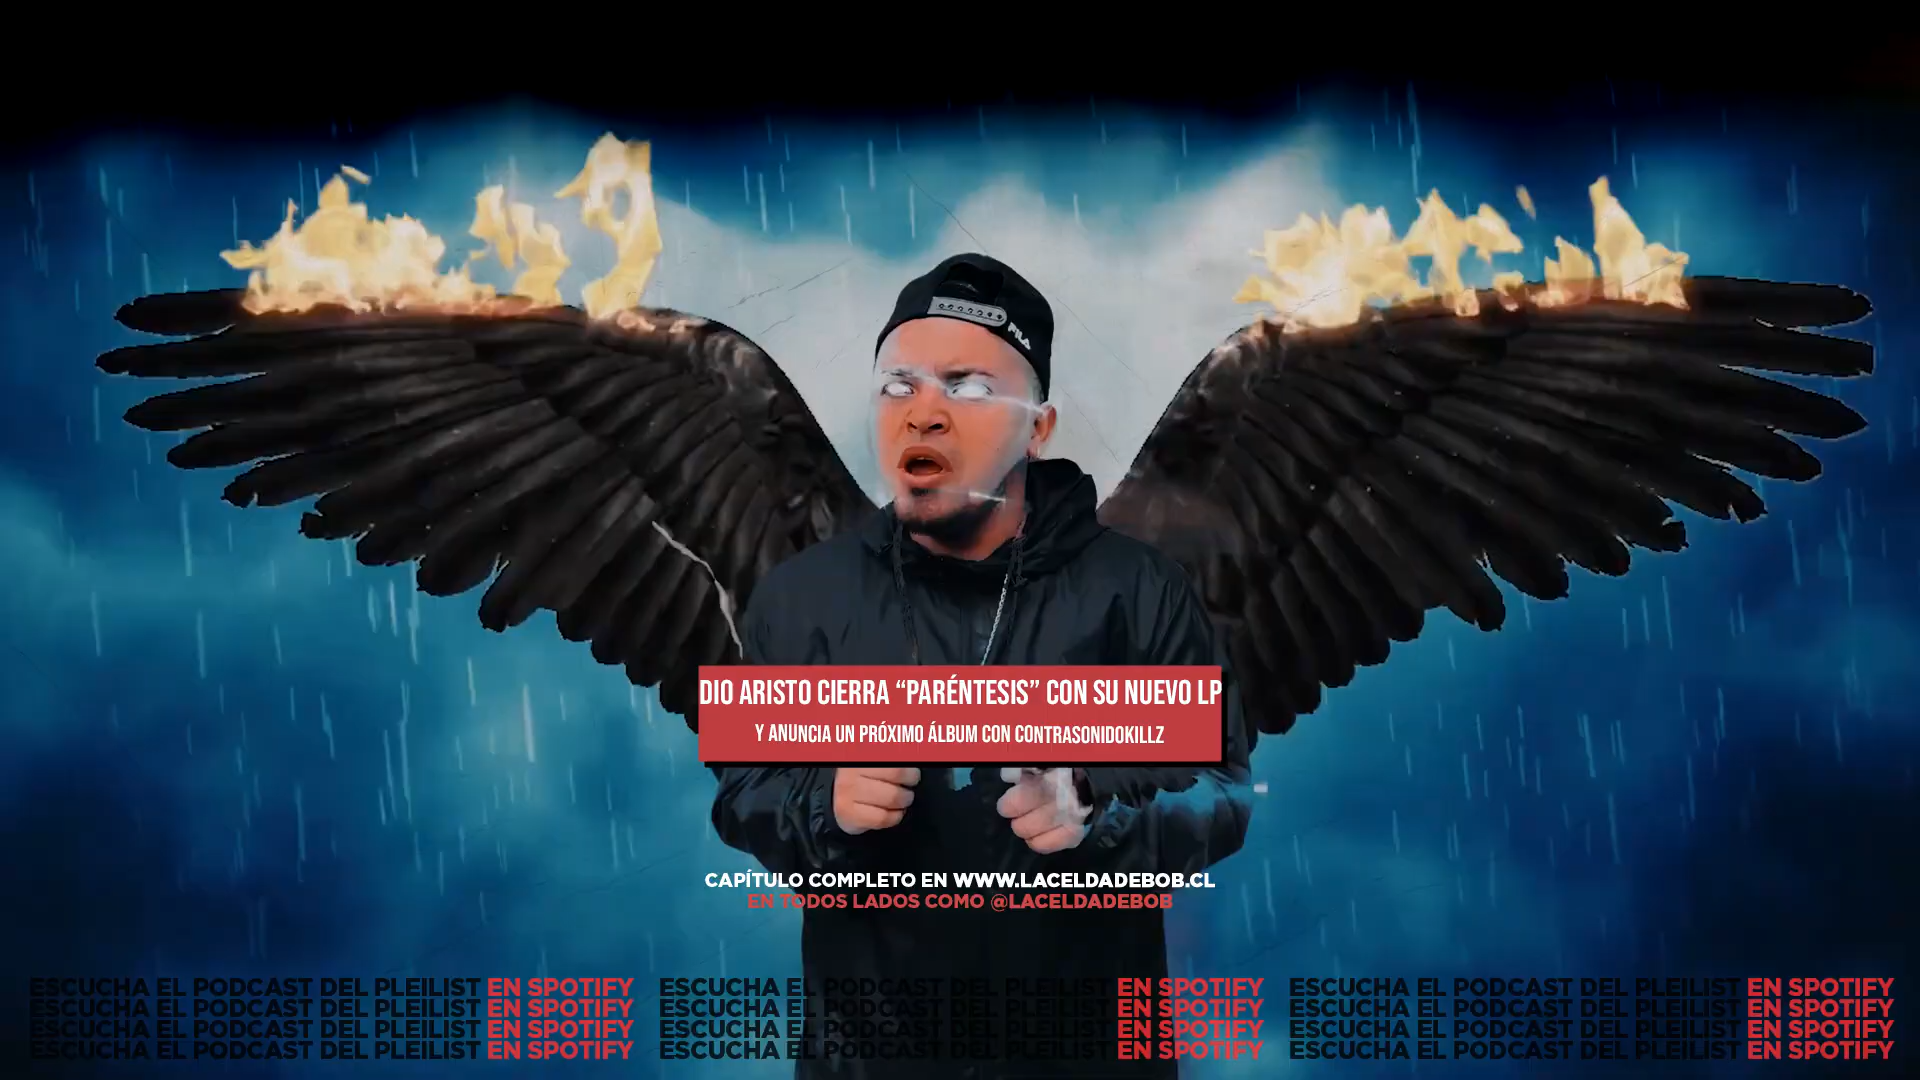 FILA
DIO ARISTO CIERRA “PARÉNTESIS” CON SU NUEVO LP
Y ANUNCIA UN PRÓXIMO ÁLBUM CON CONTRASONIDOKILLZ
CAPÍTULO COMPLETO EN WWW.LACELDADEBOB.CL
EN TODOS LADOS COMO @LACELDADEBOB
ESCUCHA EL PODCAST DEL PLEILIST EN SPOTIFY ESCUCHA EL PODCAST DEL PLEILIST EN SPOTIFY ESCUCHA EL PODCAST DEL PLEILIST EN SPOTIFY
ESCUCHA EL PODCAST DEL PLEILIST EN SPOTIFY ESCUCHA EL PODCAST DEL PLEILIST EN SPOTIFY ESCUCHA EL PODCAST DEL PLEILIST EN SPOTIFY
ESCUCHA EL PODCAST DEL PLEILIST EN SPOTIFY ESCUCHA EL PODCAST DEL PLEILIST EN SPOTIFY ESCUCHA EL PODCAST DEL PLEILIST EN SPOTIFY
ESCUCHA EL PODCAST DEL PLEILIST EN SPOTIFY ESCUCHA EL PODCAST DEL PLEILIST EN SPOTIFY ESCUCHA EL PODCAST DEL PLEILIST EN SPOTIFY